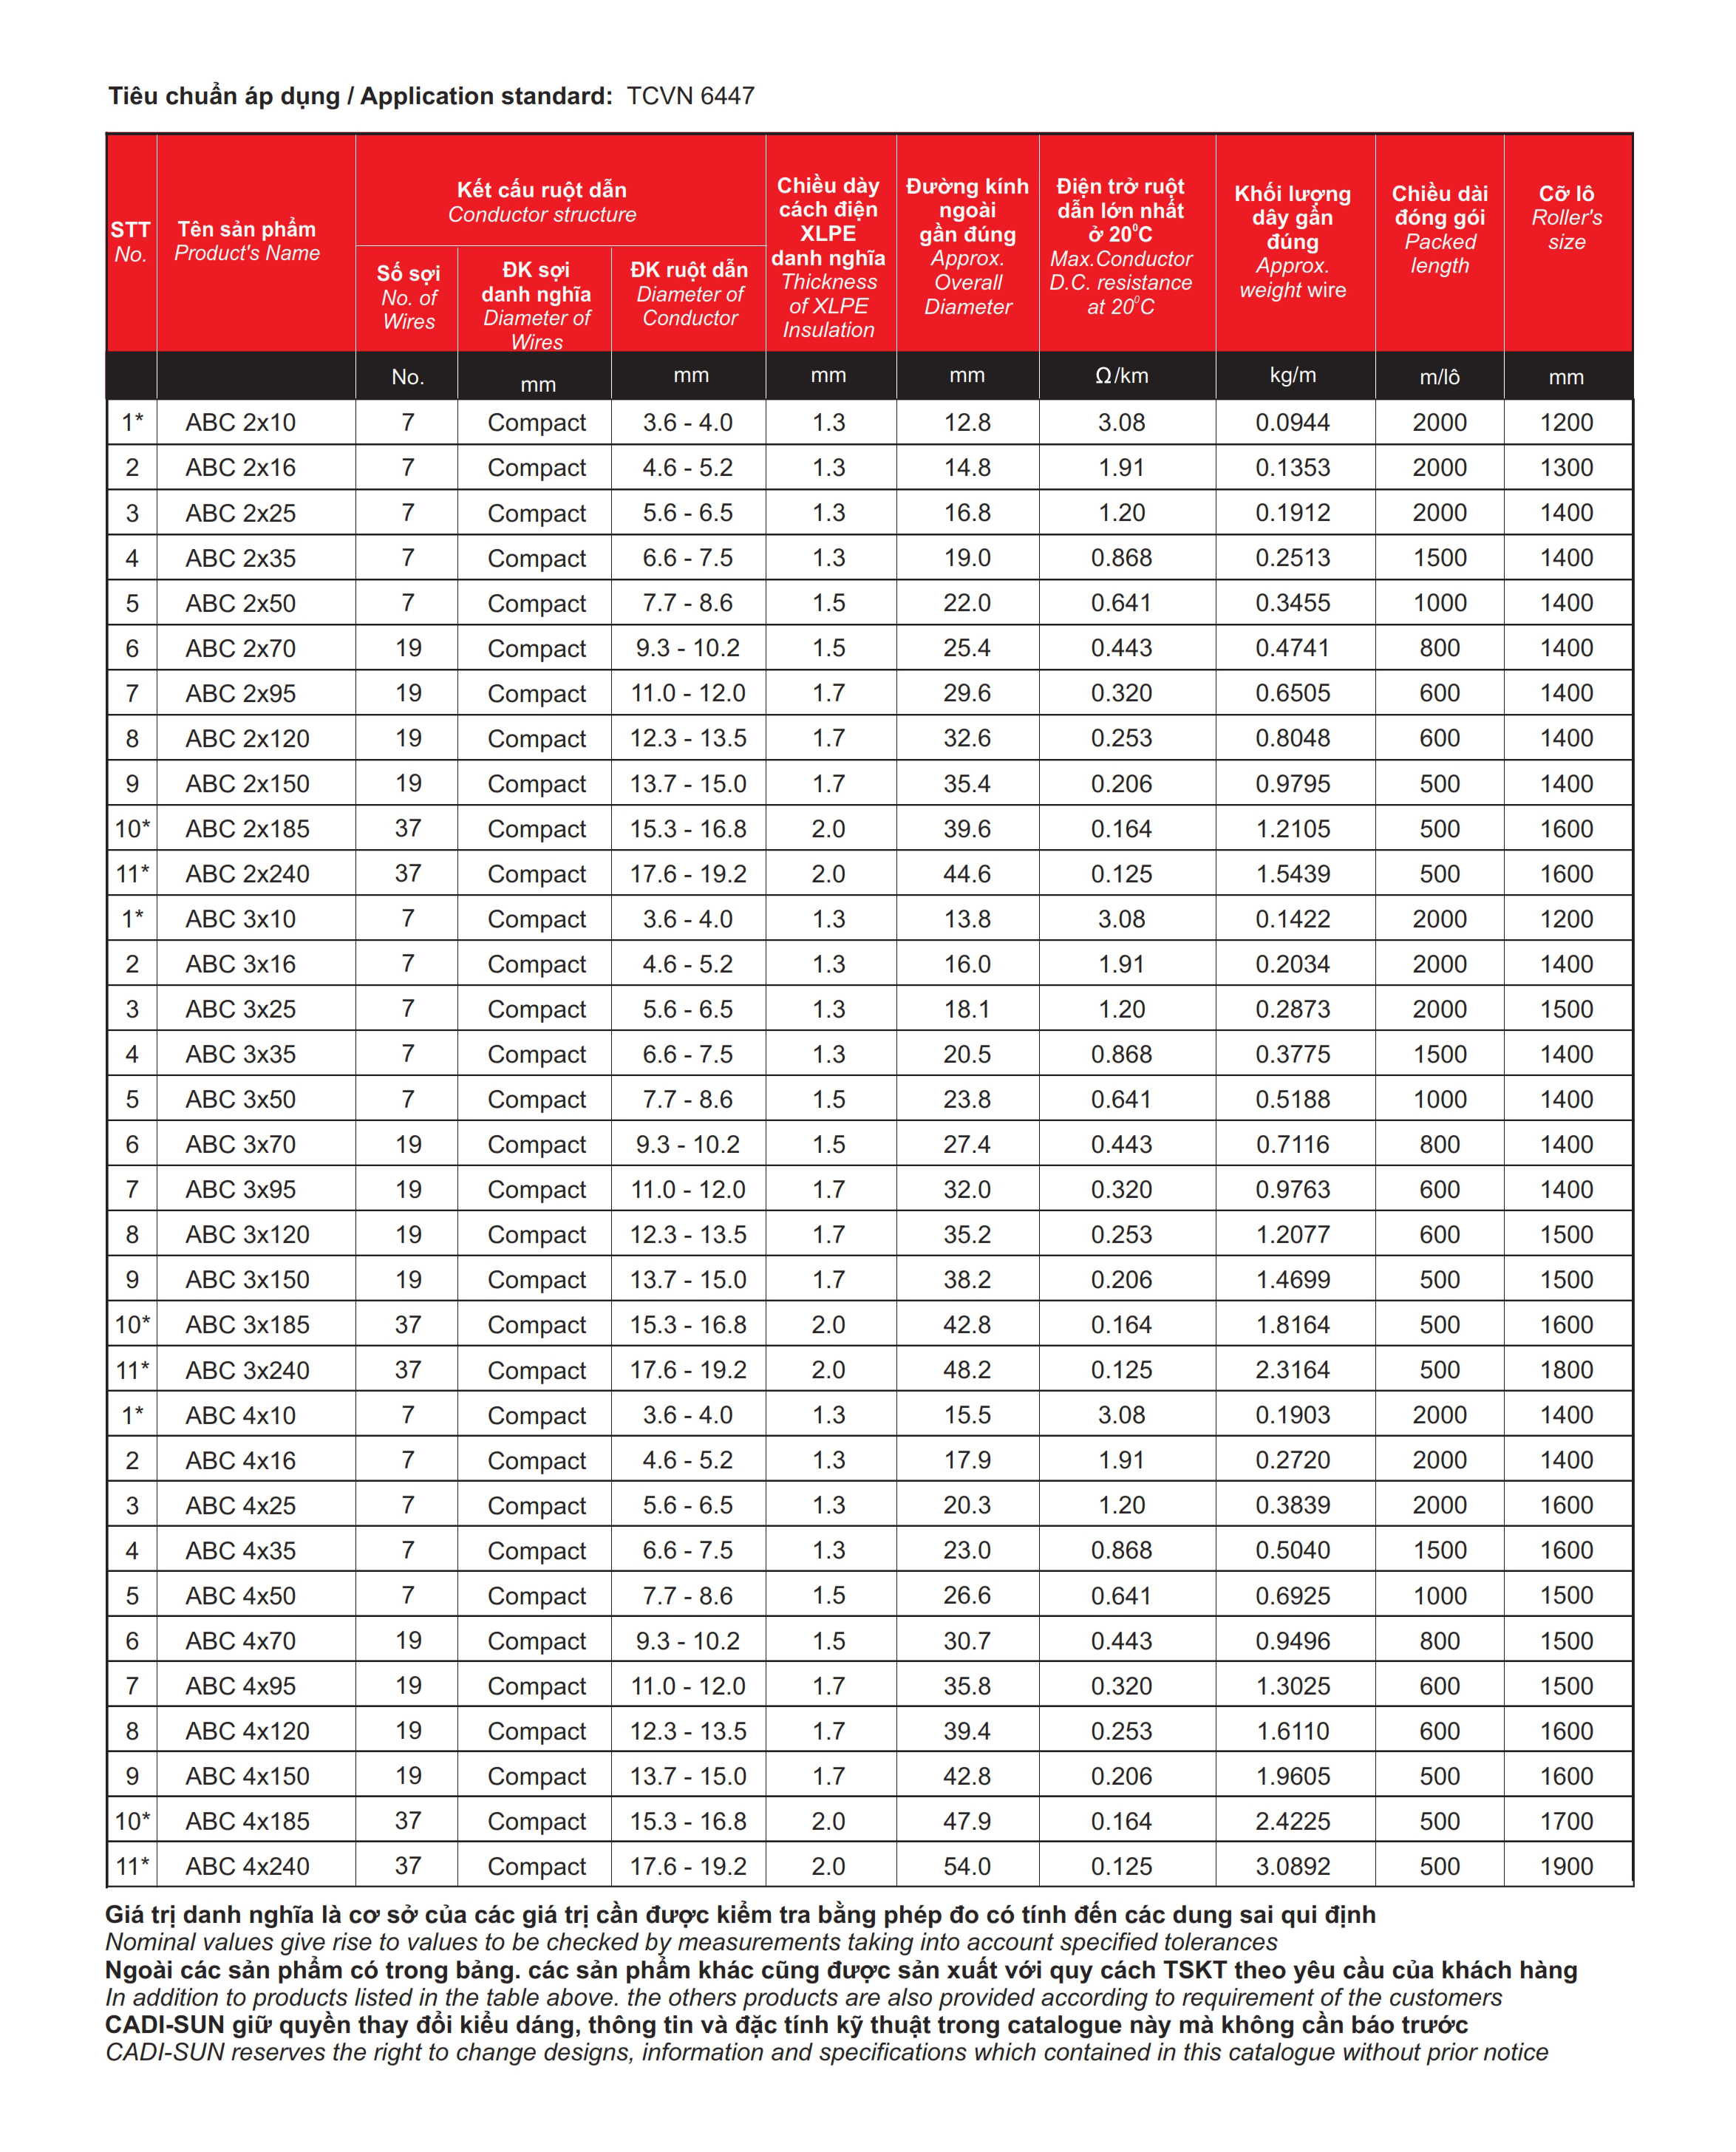 Tiêu chuẩn áp dụng / Application standard: TCVN 6447
STT
No.
Tên sản phẩm
Product's Name
Kết cấu ruột dẫn
Conductor structure
Số sợi
No. of
Wires
ĐK sợi
danh nghĩa
Diameter of
Wires
ĐK ruột dẫn
Diameter of
Conductor
Chiều dày
cách điện
XLPE
danh nghĩa
Thickness
of XLPE
Insulation
Đường kính
ngoài
gần đúng
Approx.
Overall
Diameter
Điện trở ruột
dẫn lớn nhất
ở 20⁰C
Max.Conductor
D.C. resistance
at 20⁰C
Khối lượng
dây gần
đúng
Approx.
weight wire
Chiều dài
đóng gói
Packed
length
Cỡ lô
Roller's
size
No. mm mm mm mm Ω/km kg/m m/lô mm
1* ABC 2x10 7 Compact 3.6 - 4.0 1.3 12.8 3.08 0.0944 2000 1200
2 ABC 2x16 7 Compact 4.6 - 5.2 1.3 14.8 1.91 0.1353 2000 1300
3 ABC 2x25 7 Compact 5.6 - 6.5 1.3 16.8 1.20 0.1912 2000 1400
4 ABC 2x35 7 Compact 6.6 - 7.5 1.3 19.0 0.868 0.2513 1500 1400
5 ABC 2x50 7 Compact 7.7 - 8.6 1.5 22.0 0.641 0.3455 1000 1400
6 ABC 2x70 19 Compact 9.3 - 10.2 1.5 25.4 0.443 0.4741 800 1400
7 ABC 2x95 19 Compact 11.0 - 12.0 1.7 29.6 0.320 0.6505 600 1400
8 ABC 2x120 19 Compact 12.3 - 13.5 1.7 32.6 0.253 0.8048 600 1400
9 ABC 2x150 19 Compact 13.7 - 15.0 1.7 35.4 0.206 0.9795 500 1400
10* ABC 2x185 37 Compact 15.3 - 16.8 2.0 39.6 0.164 1.2105 500 1600
11* ABC 2x240 37 Compact 17.6 - 19.2 2.0 44.6 0.125 1.5439 500 1600
1* ABC 3x10 7 Compact 3.6 - 4.0 1.3 13.8 3.08 0.1422 2000 1200
2 ABC 3x16 7 Compact 4.6 - 5.2 1.3 16.0 1.91 0.2034 2000 1400
3 ABC 3x25 7 Compact 5.6 - 6.5 1.3 18.1 1.20 0.2873 2000 1500
4 ABC 3x35 7 Compact 6.6 - 7.5 1.3 20.5 0.868 0.3775 1500 1400
5 ABC 3x50 7 Compact 7.7 - 8.6 1.5 23.8 0.641 0.5188 1000 1400
6 ABC 3x70 19 Compact 9.3 - 10.2 1.5 27.4 0.443 0.7116 800 1400
7 ABC 3x95 19 Compact 11.0 - 12.0 1.7 32.0 0.320 0.9763 600 1400
8 ABC 3x120 19 Compact 12.3 - 13.5 1.7 35.2 0.253 1.2077 600 1500
9 ABC 3x150 19 Compact 13.7 - 15.0 1.7 38.2 0.206 1.4699 500 1500
10* ABC 3x185 37 Compact 15.3 - 16.8 2.0 42.8 0.164 1.8164 500 1600
11* ABC 3x240 37 Compact 17.6 - 19.2 2.0 48.2 0.125 2.3164 500 1800
1* ABC 4x10 7 Compact 3.6 - 4.0 1.3 15.5 3.08 0.1903 2000 1400
2 ABC 4x16 7 Compact 4.6 - 5.2 1.3 17.9 1.91 0.2720 2000 1400
3 ABC 4x25 7 Compact 5.6 - 6.5 1.3 20.3 1.20 0.3839 2000 1600
4 ABC 4x35 7 Compact 6.6 - 7.5 1.3 23.0 0.868 0.5040 1500 1600
5 ABC 4x50 7 Compact 7.7 - 8.6 1.5 26.6 0.641 0.6925 1000 1500
6 ABC 4x70 19 Compact 9.3 - 10.2 1.5 30.7 0.443 0.9496 800 1500
7 ABC 4x95 19 Compact 11.0 - 12.0 1.7 35.8 0.320 1.3025 600 1500
8 ABC 4x120 19 Compact 12.3 - 13.5 1.7 39.4 0.253 1.6110 600 1600
9 ABC 4x150 19 Compact 13.7 - 15.0 1.7 42.8 0.206 1.9605 500 1600
10* ABC 4x185 37 Compact 15.3 - 16.8 2.0 47.9 0.164 2.4225 500 1700
11* ABC 4x240 37 Compact 17.6 - 19.2 2.0 54.0 0.125 3.0892 500 1900
Giá trị danh nghĩa là cơ sở của các giá trị cần được kiểm tra bằng phép đo có tính đến các dung sai qui định
Nominal values give rise to values to be checked by measurements taking into account specified tolerances
Ngoài các sản phẩm có trong bảng. các sản phẩm khác cũng được sản xuất với quy cách TSKT theo yêu cầu của khách hàng
In addition to products listed in the table above. the others products are also provided according to requirement of the customers
CADI-SUN giữ quyền thay đổi kiểu dáng, thông tin và đặc tính kỹ thuật trong catalogue này mà không cần báo trước
CADI-SUN reserves the right to change designs, information and specifications which contained in this catalogue without prior notice